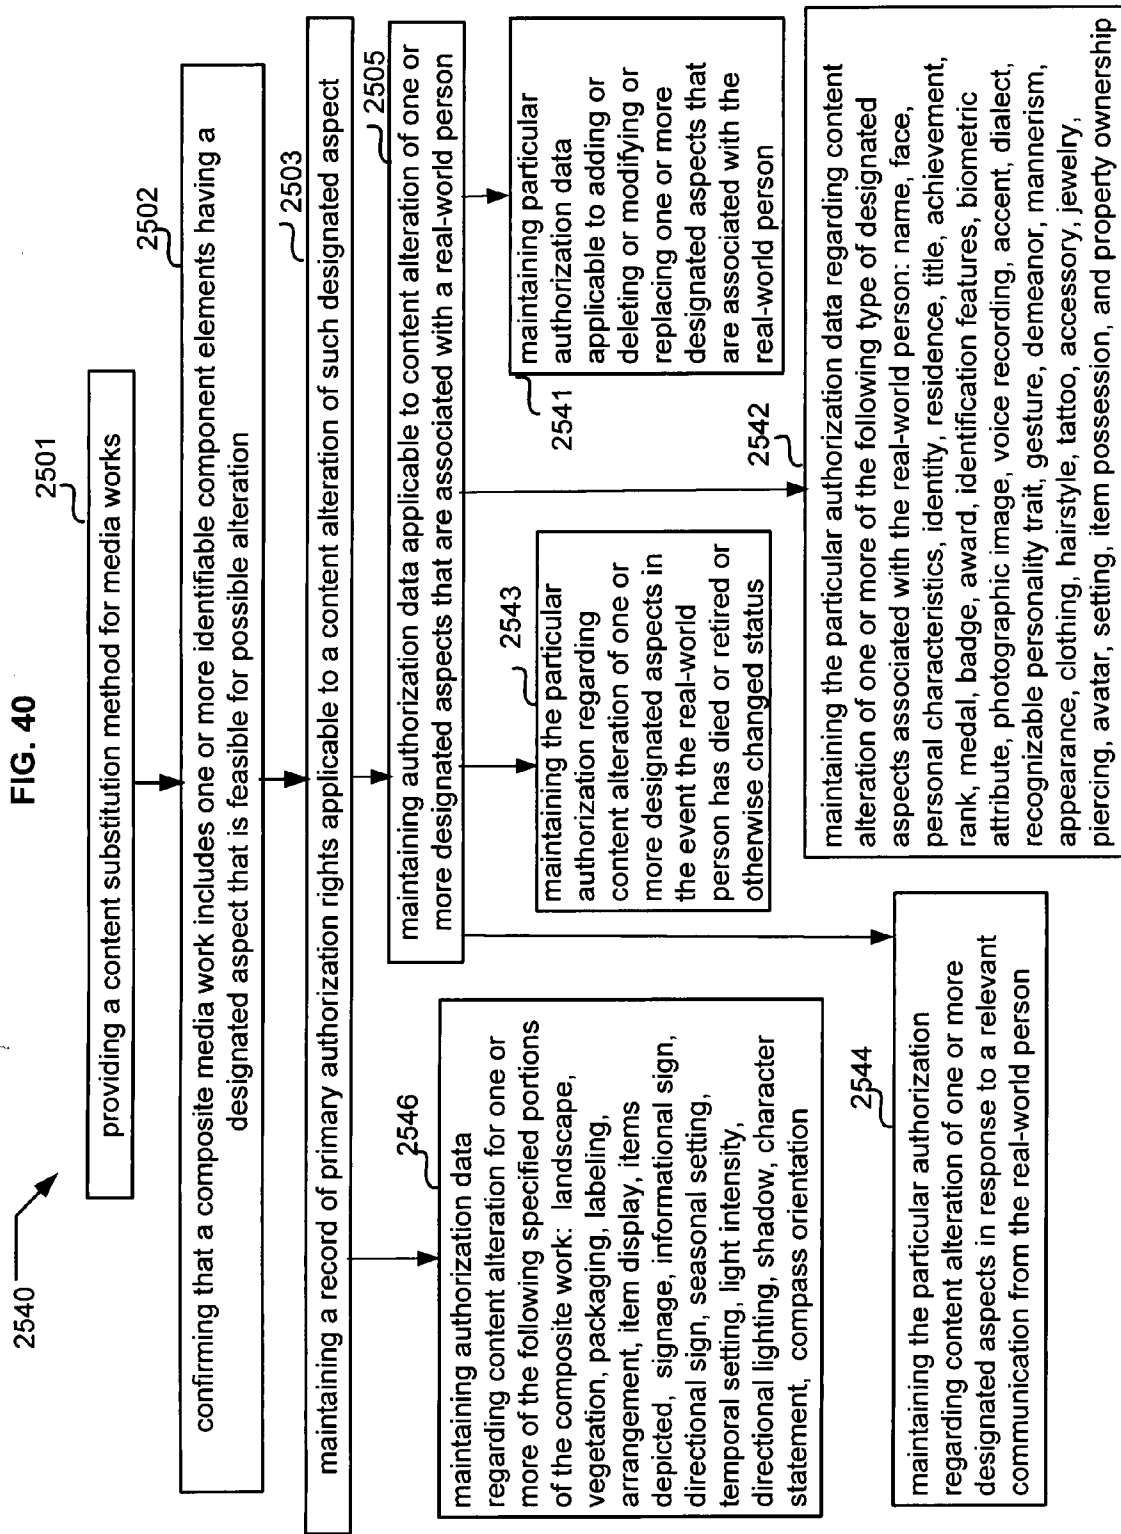 FIG. 40
2540
2501
providing a content substitution method for media works
2502
confirming that a composite media work includes one or more identifiable component elements having a
designated aspect that is feasible for possible alteration
2503
maintaining a record of primary authorization rights applicable to a content alteration of such designated aspect
2505
maintaining authorization data applicable to content alteration of one or
more designated aspects that are associated with a real-world person
2546
maintaining authorization data
regarding content alteration for one or
more of the following specified portions
of the composite work: landscape,
vegetation, packaging, labeling,
arrangement, item display, items
depicted, signage, informational sign,
directional sign, seasonal setting,
temporal setting, light intensity,
directional lighting, shadow, character
statement, compass orientation
2543
maintaining the particular
authorization regarding
content alteration of one or
more designated aspects in
the event the real-world
person has died or retired or
otherwise changed status
2541
maintaining particular
authorization data
applicable to adding or
deleting or modifying or
replacing one or more
designated aspects that
are associated with the
real-world person
2544
maintaining the particular authorization
regarding content alteration of one or more
designated aspects in response to a relevant
communication from the real-world person
2542
maintaining the particular authorization data regarding content
alteration of one or more of the following type of designated
aspects associated with the real-world person: name, face,
personal characteristics, identity, residence, title, achievement,
rank, medal, badge, award, identification features, biometric
attribute, photographic image, voice recording, accent, dialect,
recognizable personality trait, gesture, demeanor, mannerism,
appearance, clothing, hairstyle, tattoo, accessory, jewelry,
piercing, avatar, setting, item possession, and property ownership